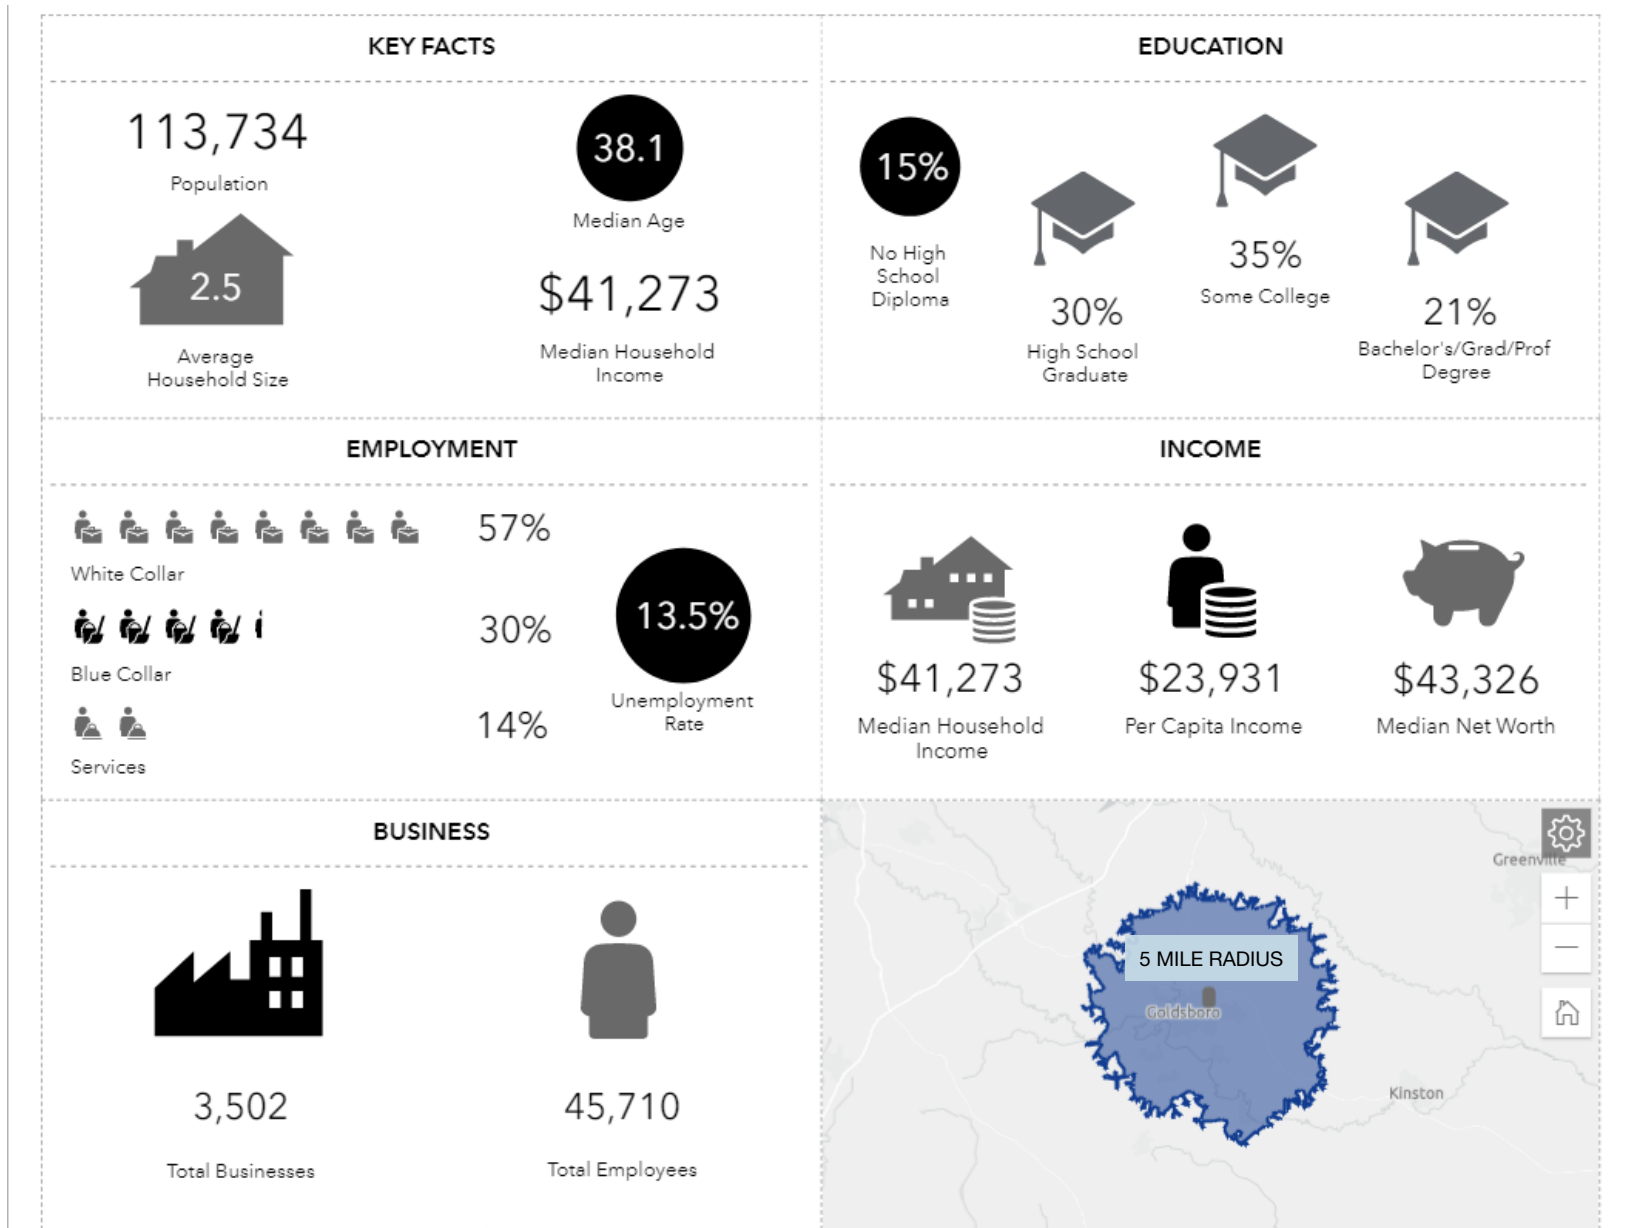 KEY FACTS
113,734
Population
38.1
Median Age
2.5
Average
Household Size
$41,273
Median Household
Income
EDUCATION
15%
No High
School
Diploma
30%
High School
Graduate
35%
Some College
21%
Bachelor's/Grad/Prof
Degree
EMPLOYMENT
57%
White Collar
30%
Blue Collar
14%
Services
13.5%
Unemployment
Rate
INCOME
$41,273
Median Household
Income
$23,931
Per Capita Income
$43,326
Median Net Worth
BUSINESS
3,502
Total Businesses
45,710
Total Employees
Greenville
5 MILE RADIUS
Goldsboro
Kinston